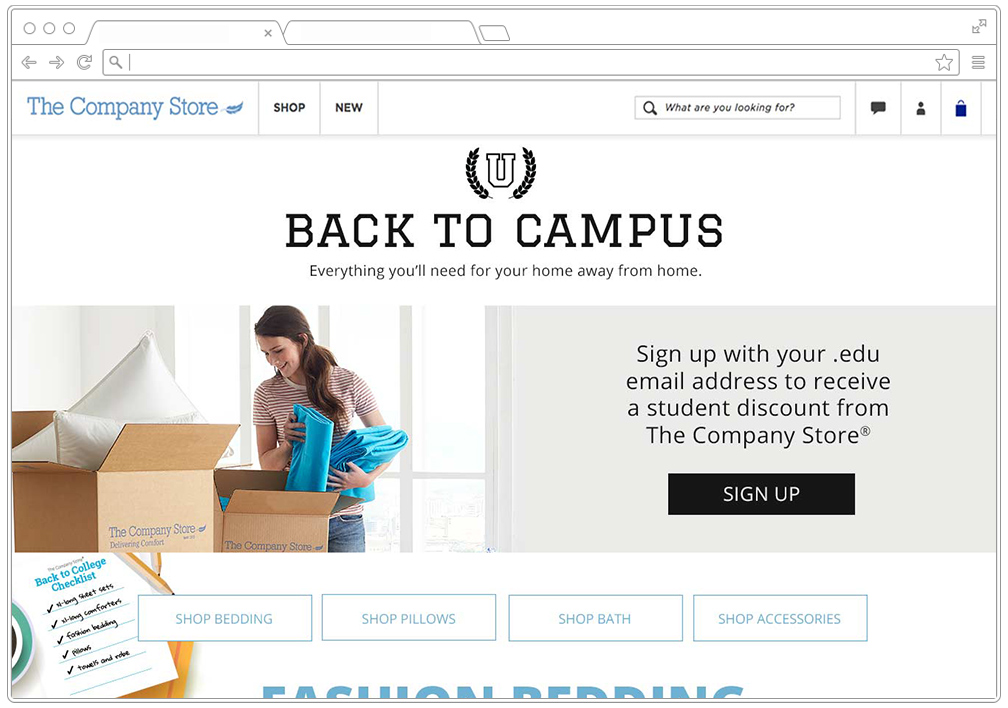 The Company Store
SHOP
NEW
What are you looking for?
U
BACK TO CAMPUS
Everything you'll need for your home away from home.
Sign up with your .edu
email address to receive
a student discount from
The Company Store®
SIGN UP
The Company Store
Delivering Comfort
The Company Store
The Company Store®
Back to College
Checklist
xl-long sheet sets
xl-long comforters
fashion bedding
pillows
towels and robe
SHOP BEDDING
SHOP PILLOWS
SHOP BATH
SHOP ACCESSORIES
FASHION BEDDING